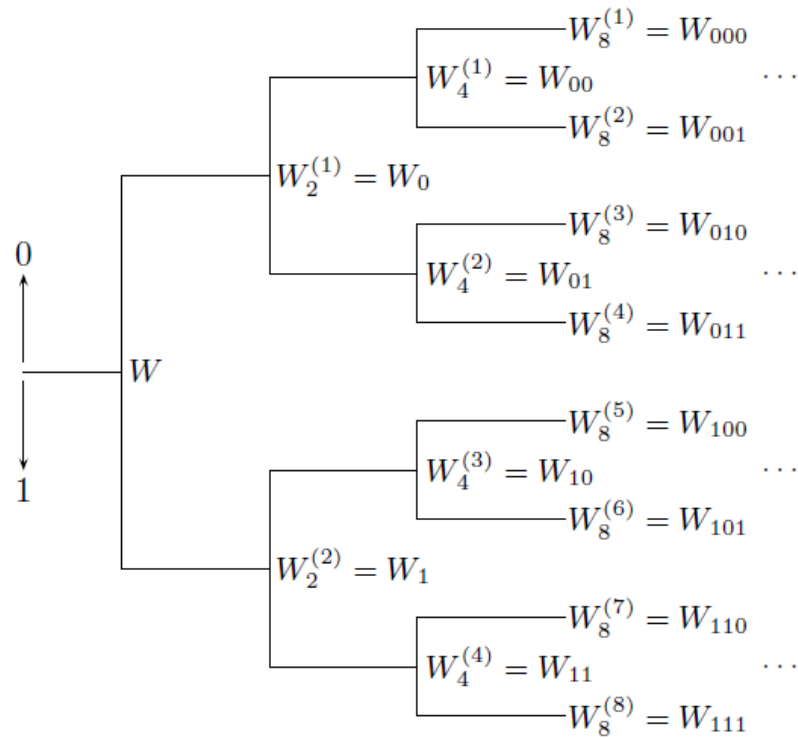 W_8^{(1)} = W_{000}
W_4^{(1)} = W_{00} ...
W_8^{(2)} = W_{001}
W_2^{(1)} = W_0
W_8^{(3)} = W_{010}
0
W_4^{(2)} = W_{01} ...
W_8^{(4)} = W_{011}
W
W_8^{(5)} = W_{100}
W_4^{(3)} = W_{10} ...
1
W_8^{(6)} = W_{101}
W_2^{(2)} = W_1
W_8^{(7)} = W_{110}
W_4^{(4)} = W_{11} ...
W_8^{(8)} = W_{111}